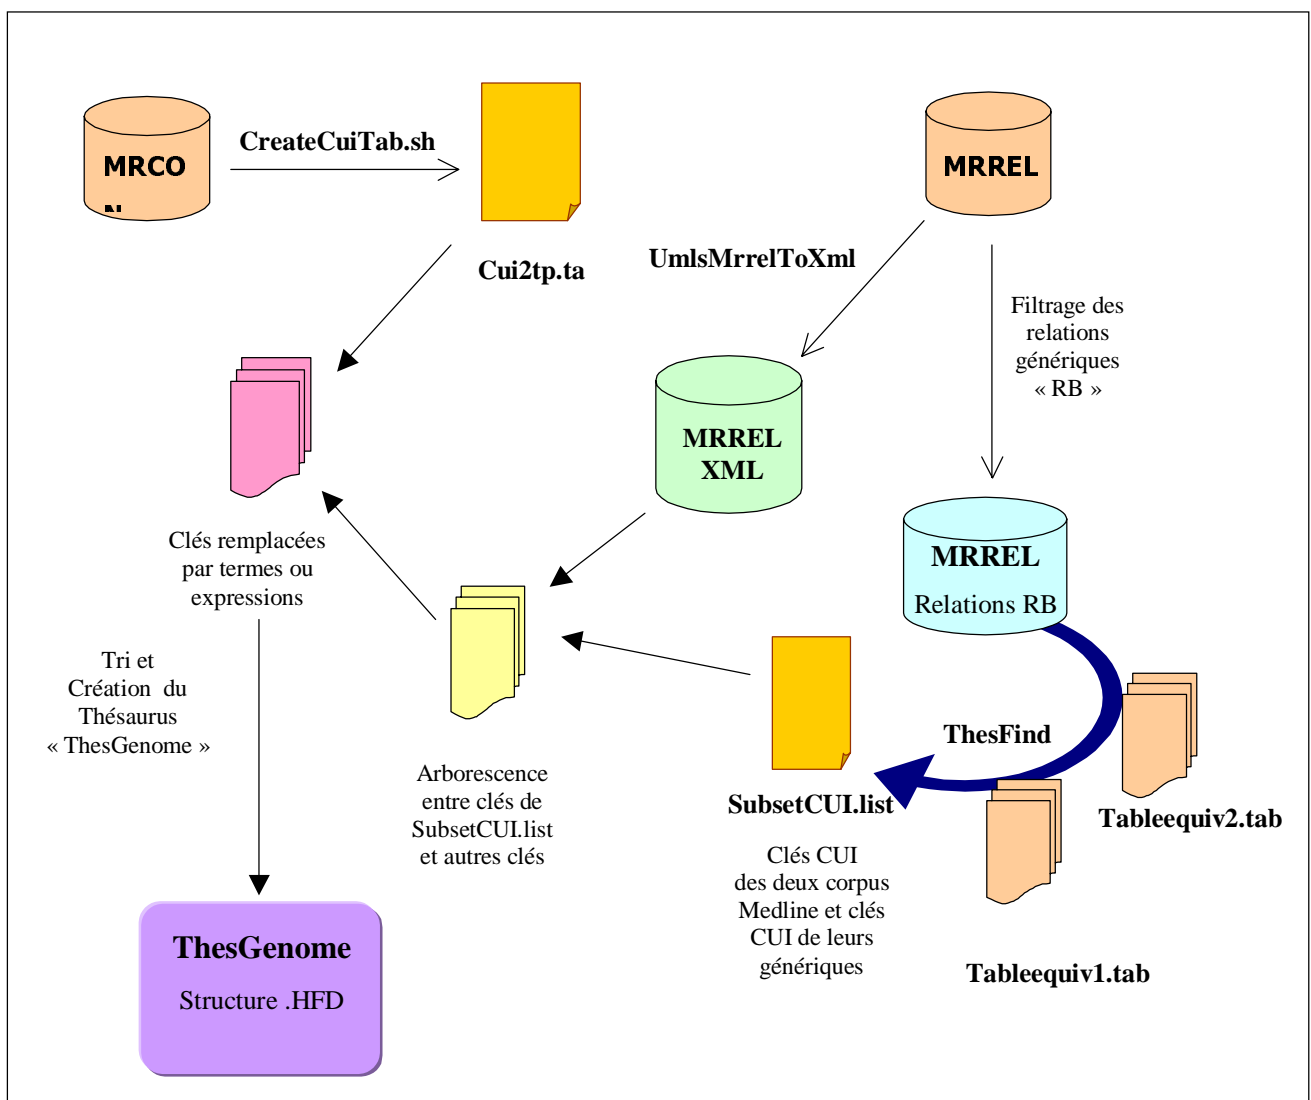 CreateCuiTab.sh
MRCO
N
Cui2tp.ta
MRREL
UmlsMrrelToXml
Filtrage des
relations
génériques
« RB »
MRREL
XML
MRREL
Relations RB
Clés remplacées
par termes ou
expressions
Tri et
Création du
Thésaurus
« ThesGenome »
Arborescence
entre clés de
SubsetCUI.list
et autres clés
ThesFind
SubsetCUI.list
Clés CUI
des deux corpus
Medline et clés
CUI de leurs
génériques
Tableequiv2.tab
Tableequiv1.tab
ThesGenome
Structure .HFD